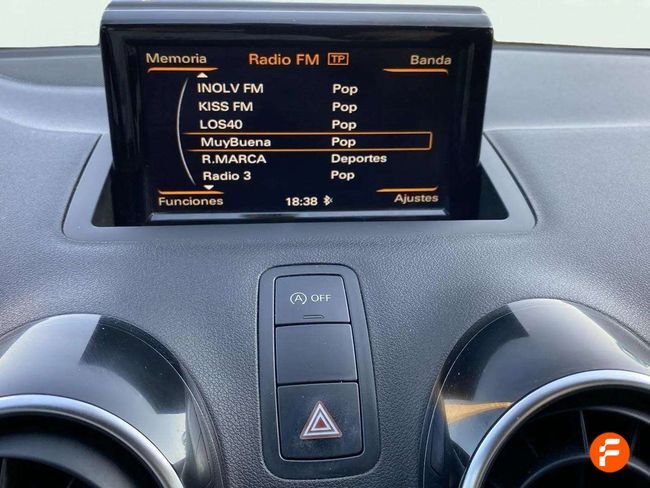 Memoria Radio FM TP Banda
INOLV FM Pop
KISS FM Pop
LOS40 Pop
MuyBuena Pop
R.MARCA Deportes
Radio 3 Pop
Funciones 18:38 Ajustes
A OFF